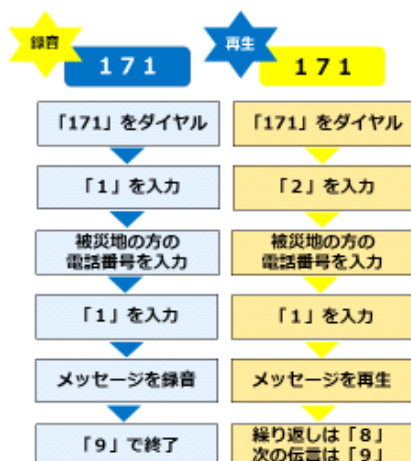 録音
171
「171」をダイヤル
「1」を入力
被災地の方の
電話番号を入力
「1」を入力
メッセージを録音
「9」で終了
再生
171
「171」をダイヤル
「2」を入力
被災地の方の
電話番号を入力
「1」を入力
メッセージを再生
繰り返しは「8」
次の伝言は「9」